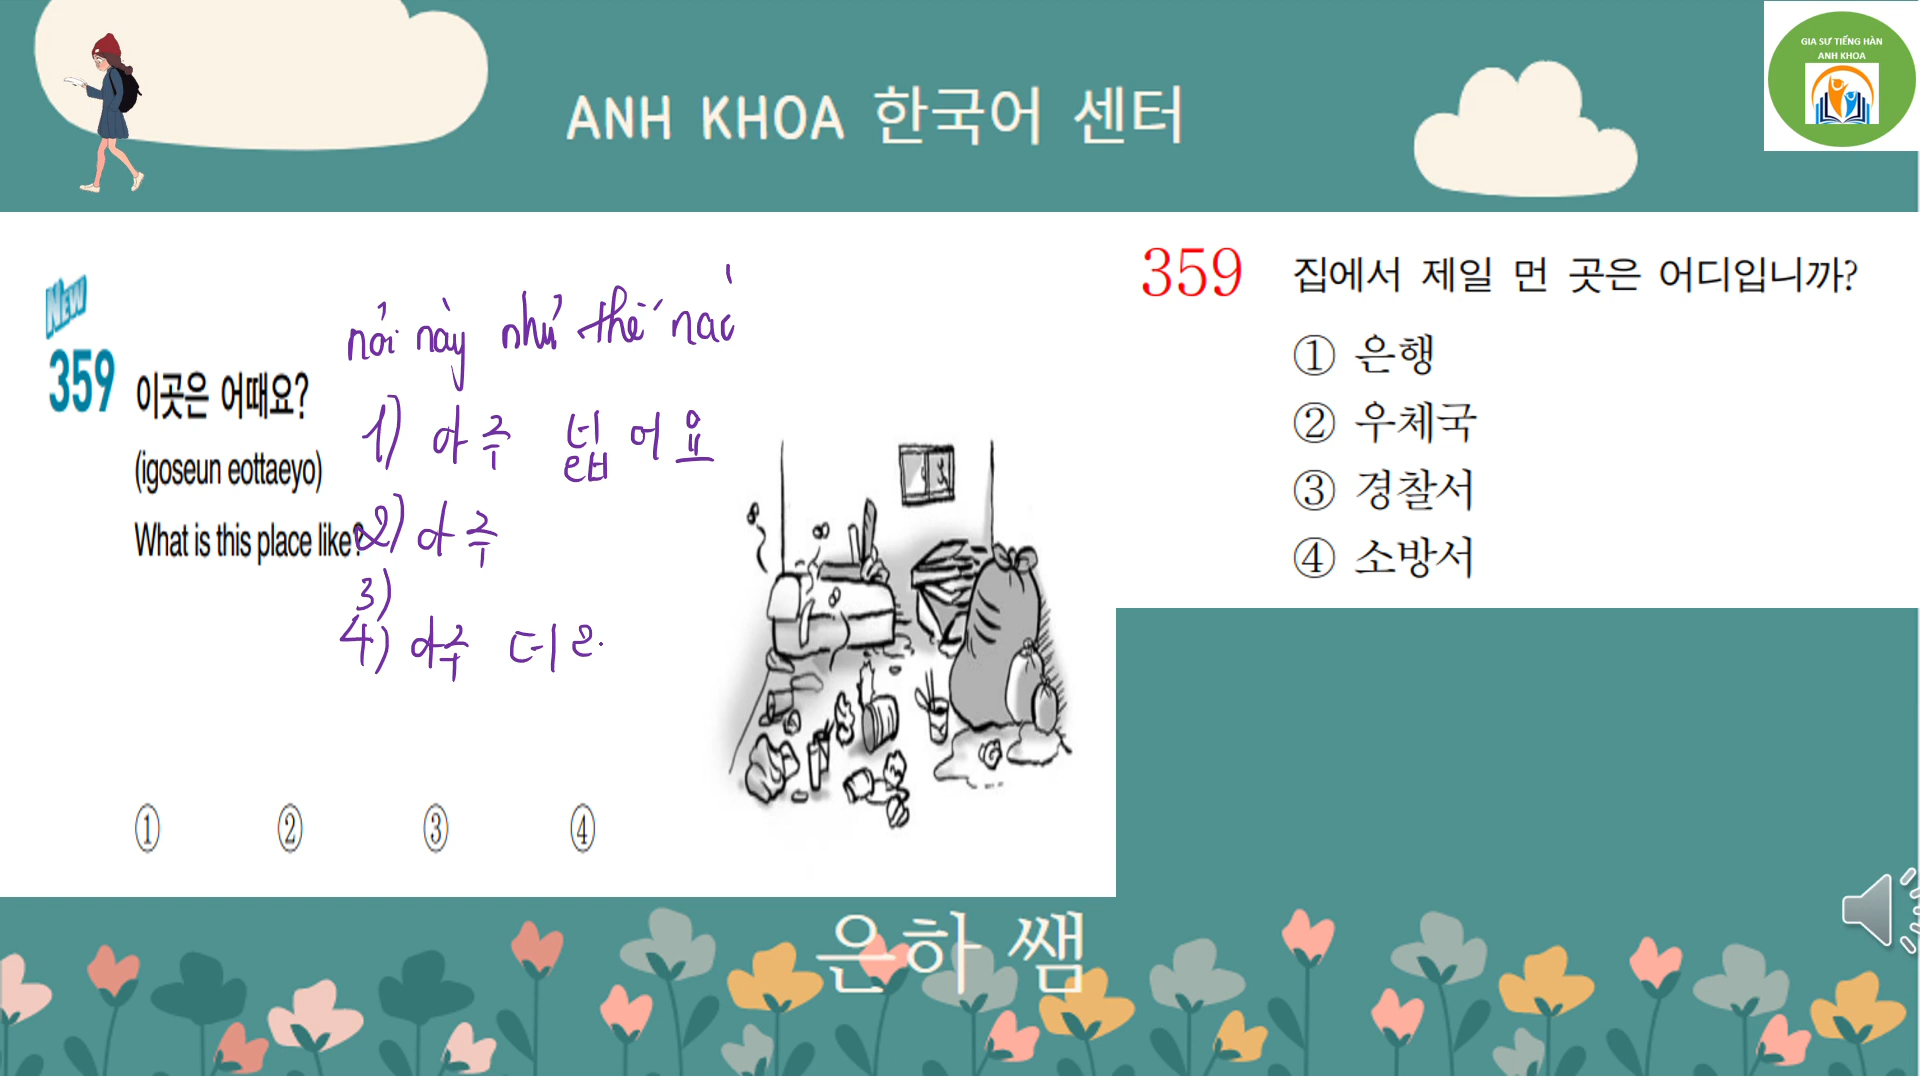 GIA SƯ TIẾNG HÀN
ANH KHOA
ANH KHOA 한국어 센터
NEW
359 이곳은 어때요?
(igoseun eottaeyo)
What is this place like?
nơi này như thế nào
1) 아주 넓어요
2) 아주
3)
4) 아주 더러
① ② ③ ④
359 집에서 제일 먼 곳은 어디입니까?
① 은행
② 우체국
③ 경찰서
④ 소방서
은하 쌤